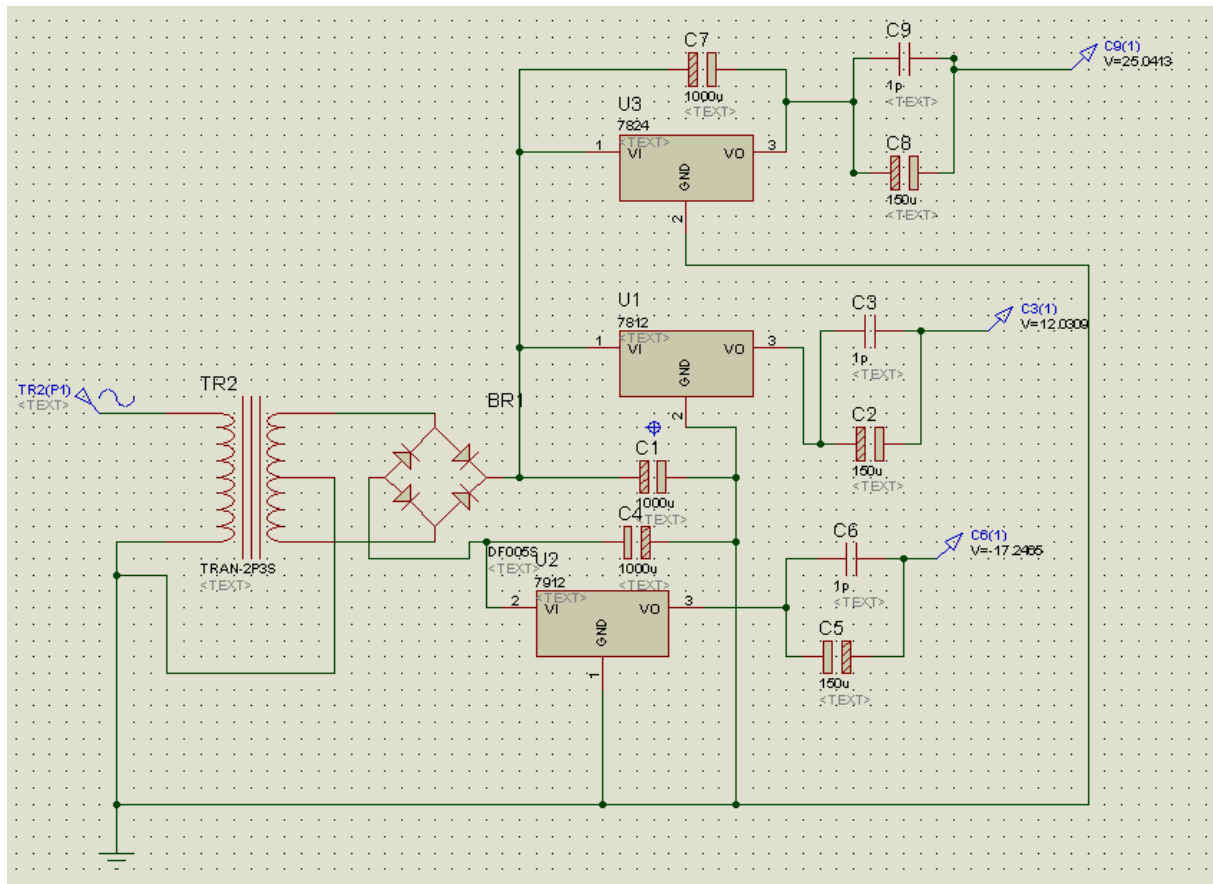 C7
1000u
<TEXT>
C9
1p
<TEXT>
C9(1)
V=25.0413
U3
7824
<TEXT>
1
VI
VO
3
GND
2
C8
150u
<TEXT>
U1
7812
<TEXT>
1
VI
VO
3
GND
2
C3
1p
<TEXT>
C3(1)
V=12.0309
C2
150u
<TEXT>
TR2(P1)
<TEXT>
TR2
TRAN-2P3S
<TEXT>
BR1
DF005S
<TEXT>
C1
1000u
<TEXT>
C4
1000u
<TEXT>
U2
7912
<TEXT>
2
VI
VO
3
GND
1
C6
1p
<TEXT>
C6(1)
V=-17.2465
C5
150u
<TEXT>